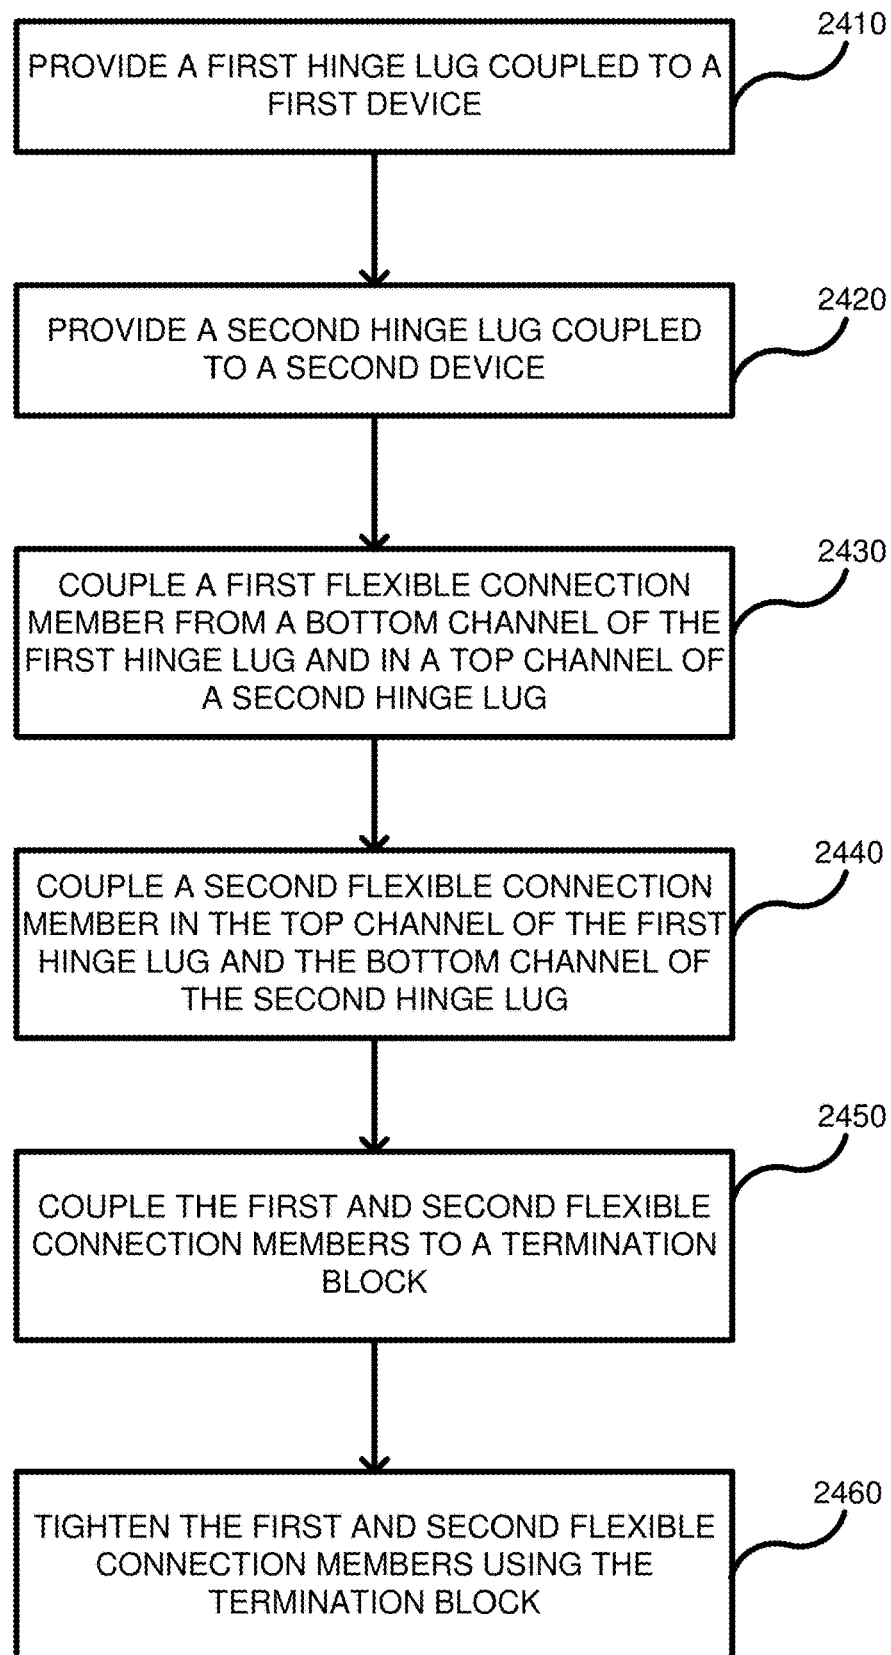 2410
PROVIDE A FIRST HINGE LUG COUPLED TO A
FIRST DEVICE
2420
PROVIDE A SECOND HINGE LUG COUPLED
TO A SECOND DEVICE
2430
COUPLE A FIRST FLEXIBLE CONNECTION
MEMBER FROM A BOTTOM CHANNEL OF THE
FIRST HINGE LUG AND IN A TOP CHANNEL OF
A SECOND HINGE LUG
2440
COUPLE A SECOND FLEXIBLE CONNECTION
MEMBER IN THE TOP CHANNEL OF THE FIRST
HINGE LUG AND THE BOTTOM CHANNEL OF
THE SECOND HINGE LUG
2450
COUPLE THE FIRST AND SECOND FLEXIBLE
CONNECTION MEMBERS TO A TERMINATION
BLOCK
2460
TIGHTEN THE FIRST AND SECOND FLEXIBLE
CONNECTION MEMBERS USING THE
TERMINATION BLOCK